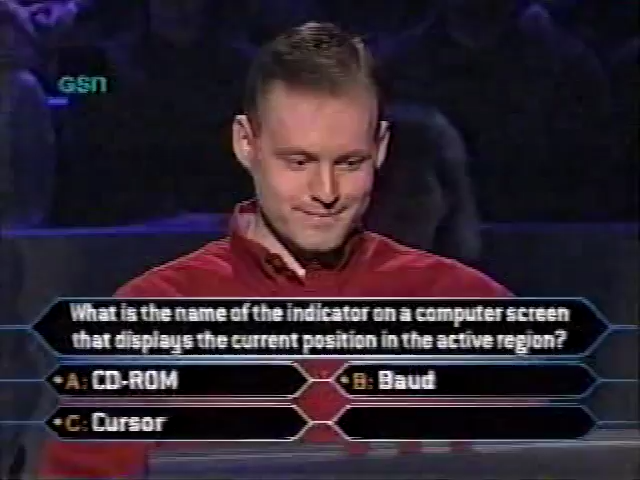 GSN
What is the name of the indicator on a computer screen
that displays the current position in the active region?
A: CD-ROM
B: Baud
C: Cursor